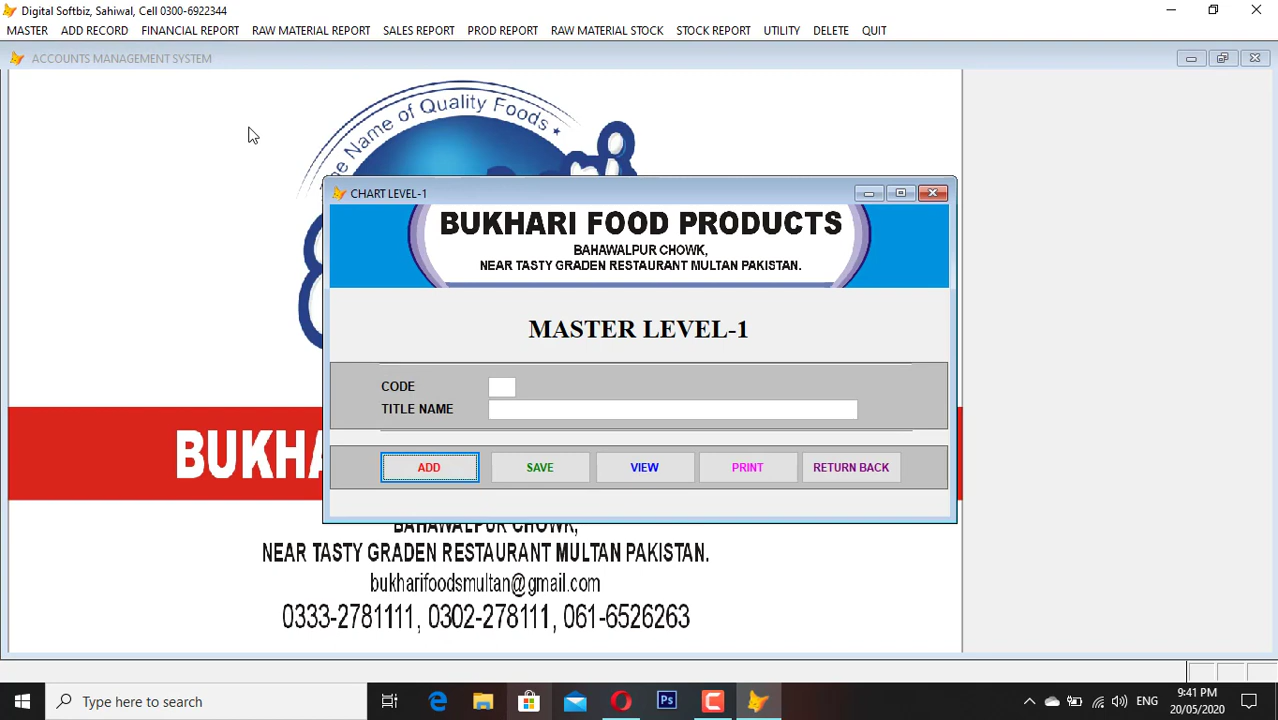 Digital Softbiz, Sahiwal, Cell 0300-6922344
MASTER ADD RECORD FINANCIAL REPORT RAW MATERIAL REPORT SALES REPORT PROD REPORT RAW MATERIAL STOCK STOCK REPORT UTILITY DELETE QUIT
ACCOUNTS MANAGEMENT SYSTEM
Name of Quality Foods
CHART LEVEL-1
BUKHARI FOOD PRODUCTS
BAHAWALPUR CHOWK,
NEAR TASTY GRADEN RESTAURANT MULTAN PAKISTAN.
MASTER LEVEL-1
CODE
TITLE NAME
ADD SAVE VIEW PRINT RETURN BACK
BUKHA
BAHAWALPUR CHOWK,
NEAR TASTY GRADEN RESTAURANT MULTAN PAKISTAN.
bukharifoodsmultan@gmail.com
0333-2781111, 0302-278111, 061-6526263
Type here to search
Ps
ENG
9:41 PM
20/05/2020